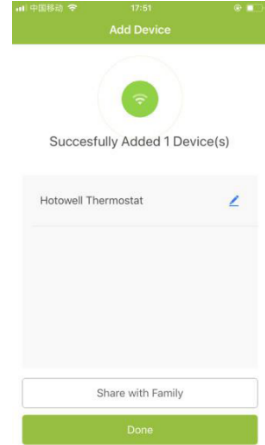 中国移动 17:51
Add Device
Succesfully Added 1 Device(s)
Hotowell Thermostat
Share with Family
Done